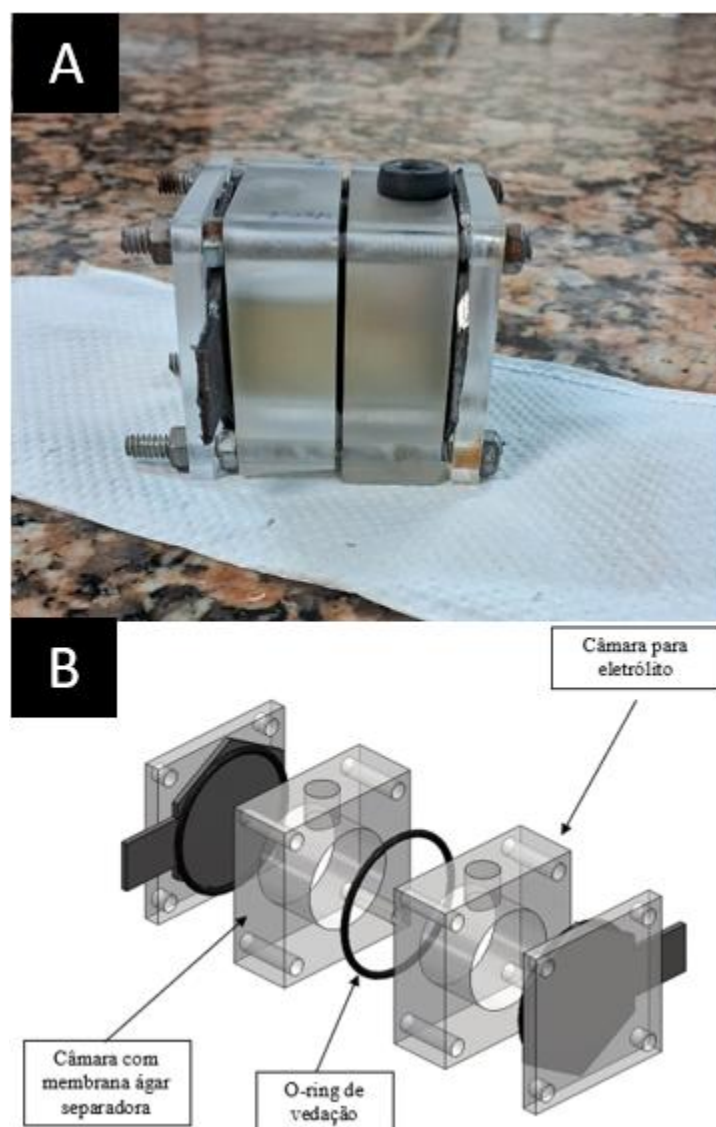 A
B
Câmara para
eletrólito
Câmara com
membrana ágar
separadora
O-ring de
vedação